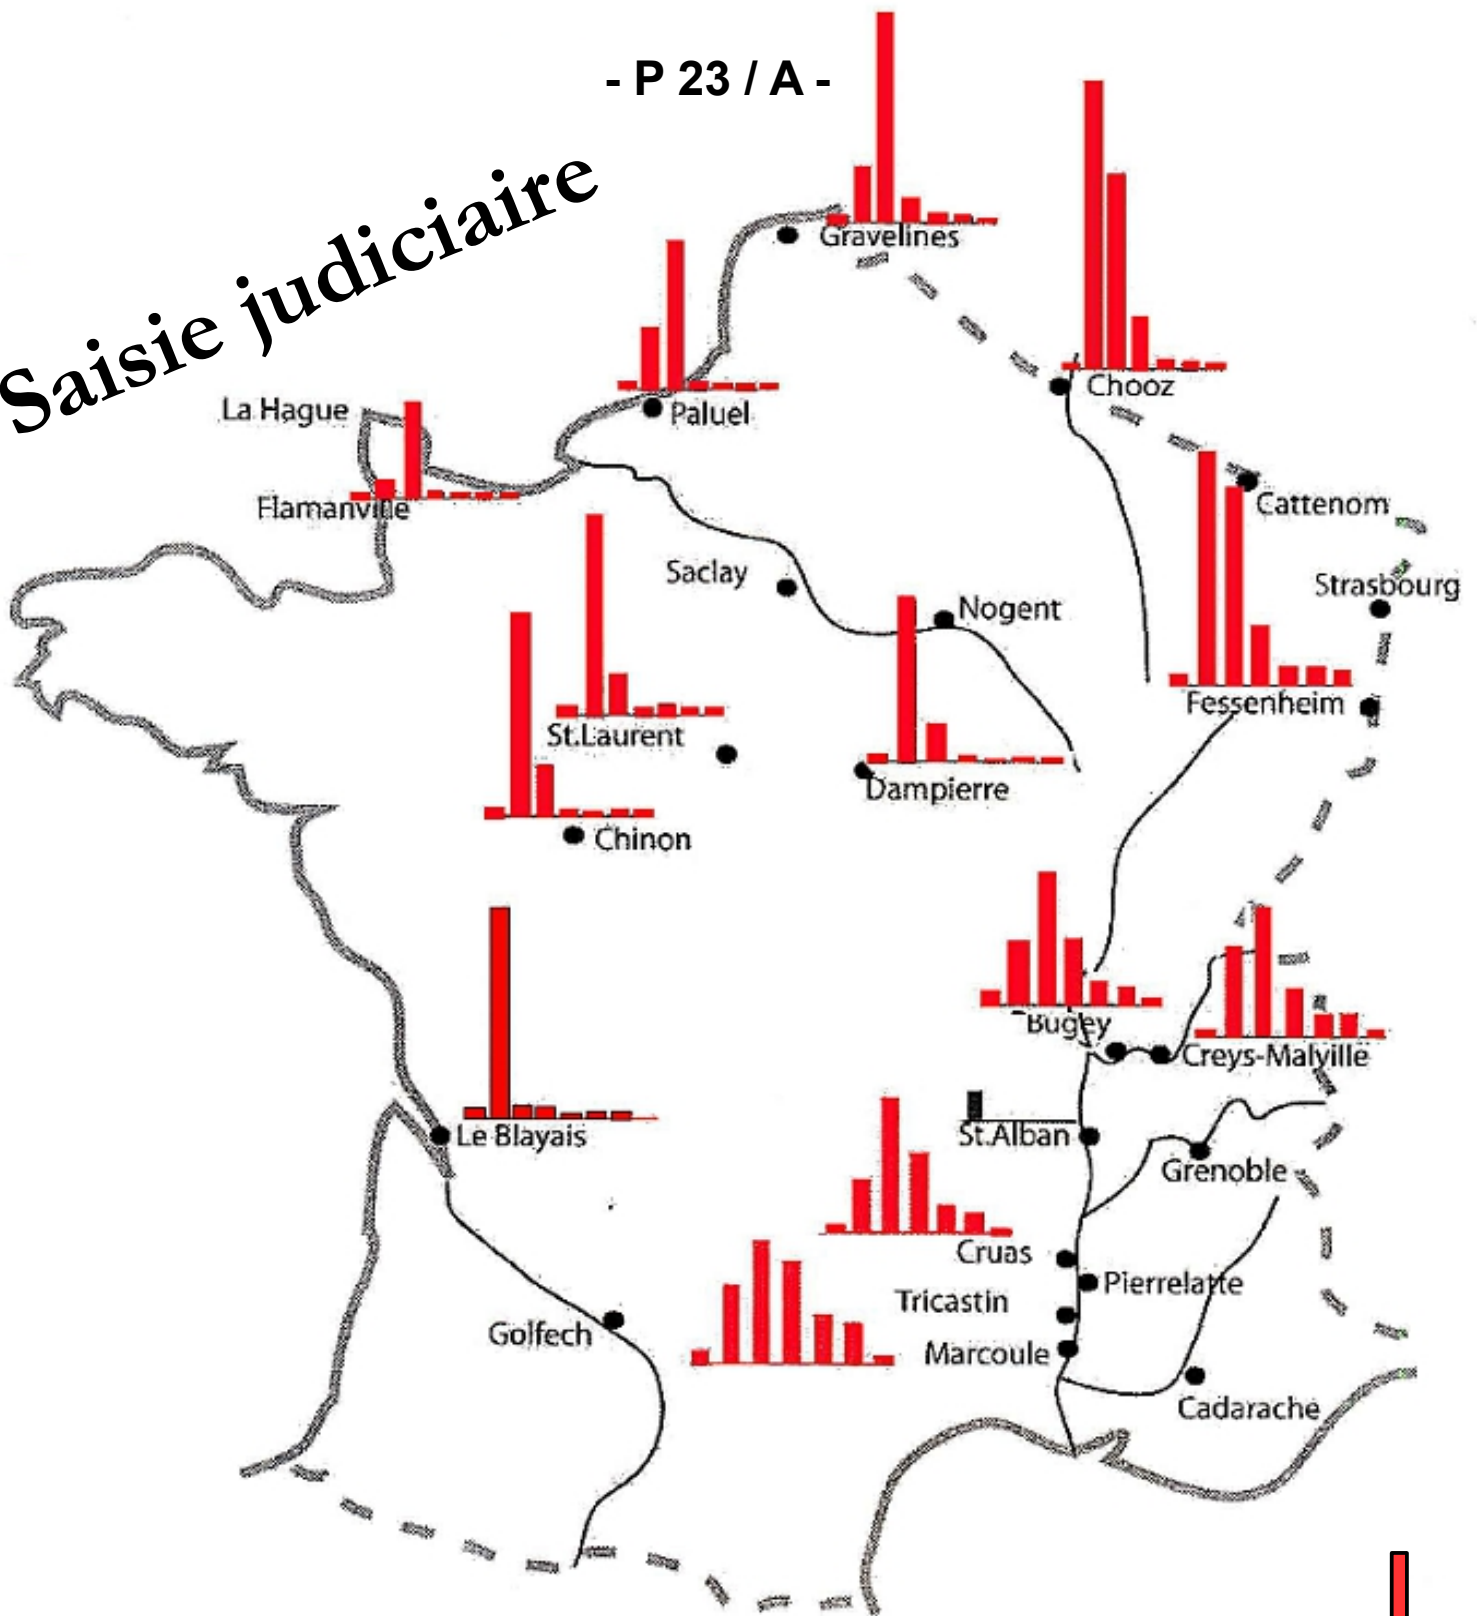 - P 23 / A -
Saisie judiciaire
Gravelines
Chooz
La Hague
Paluel
Flamanville
Cattenom
Saclay
Strasbourg
Nogent
St.Laurent
Fessenheim
Dampierre
Chinon
Bugey
Creys-Malville
Le Blayais
St.Alban
Grenoble
Cruas
Pierrelatte
Tricastin
Golfech
Marcoule
Cadarache